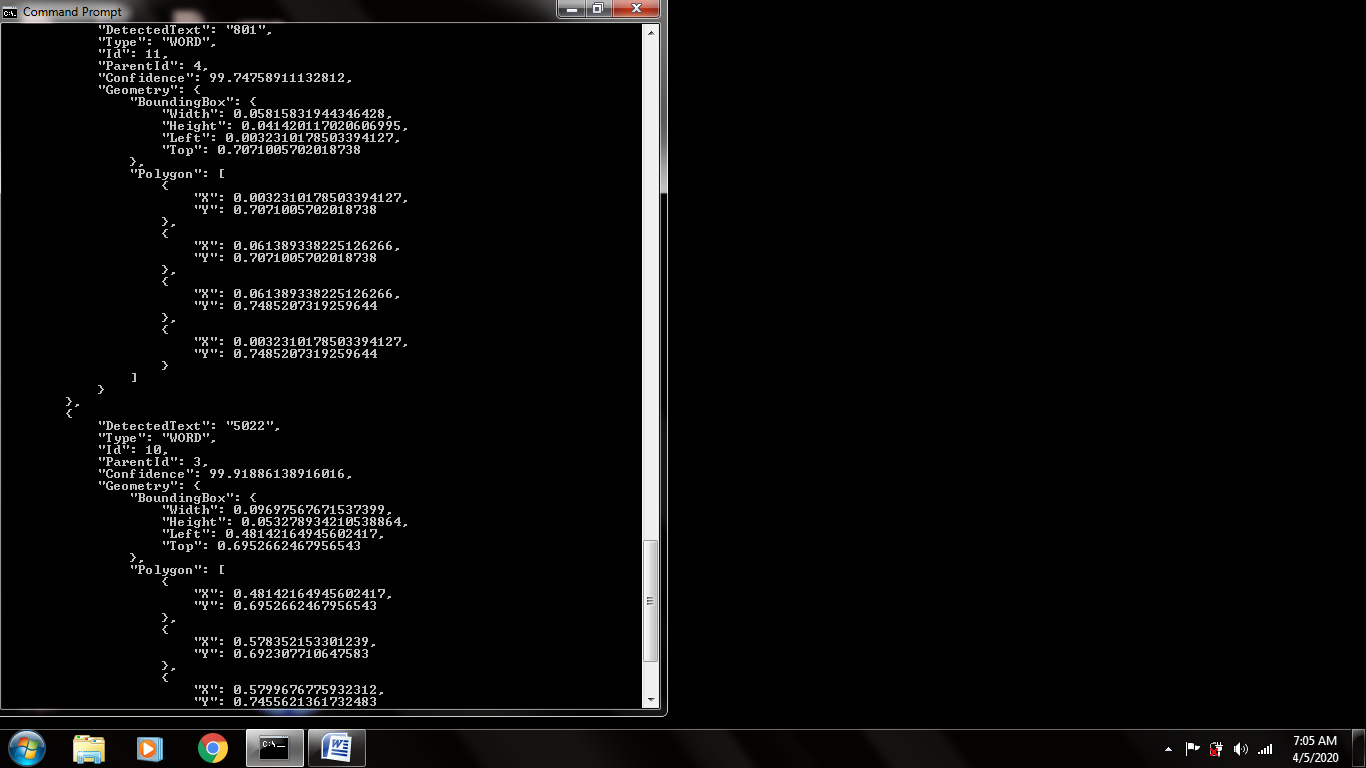 Command Prompt
"DetectedText": "801",
"Type": "WORD",
"Id": 11,
"ParentId": 4,
"Confidence": 99.74758911132812,
"Geometry": {
"BoundingBox": {
"Width": 0.05815831944346428,
"Height": 0.041420117020606995,
"Left": 0.0032310178503394127,
"Top": 0.7071005702018738
},
"Polygon": [
{
"X": 0.0032310178503394127,
"Y": 0.7071005702018738
},
{
"X": 0.061389338225126266,
"Y": 0.7071005702018738
},
{
"X": 0.061389338225126266,
"Y": 0.7485207319259644
},
{
"X": 0.0032310178503394127,
"Y": 0.7485207319259644
}
]
}
},
{
"DetectedText": "5022",
"Type": "WORD",
"Id": 10,
"ParentId": 3,
"Confidence": 99.91886138916016,
"Geometry": {
"BoundingBox": {
"Width": 0.09697567671537399,
"Height": 0.053278934210538864,
"Left": 0.48142164945602417,
"Top": 0.6952662467956543
},
"Polygon": [
{
"X": 0.48142164945602417,
"Y": 0.6952662467956543
},
{
"X": 0.578352153301239,
"Y": 0.692307710647583
},
{
"X": 0.5799676775932312,
"Y": 0.7455621361732483
7:05 AM
4/5/2020